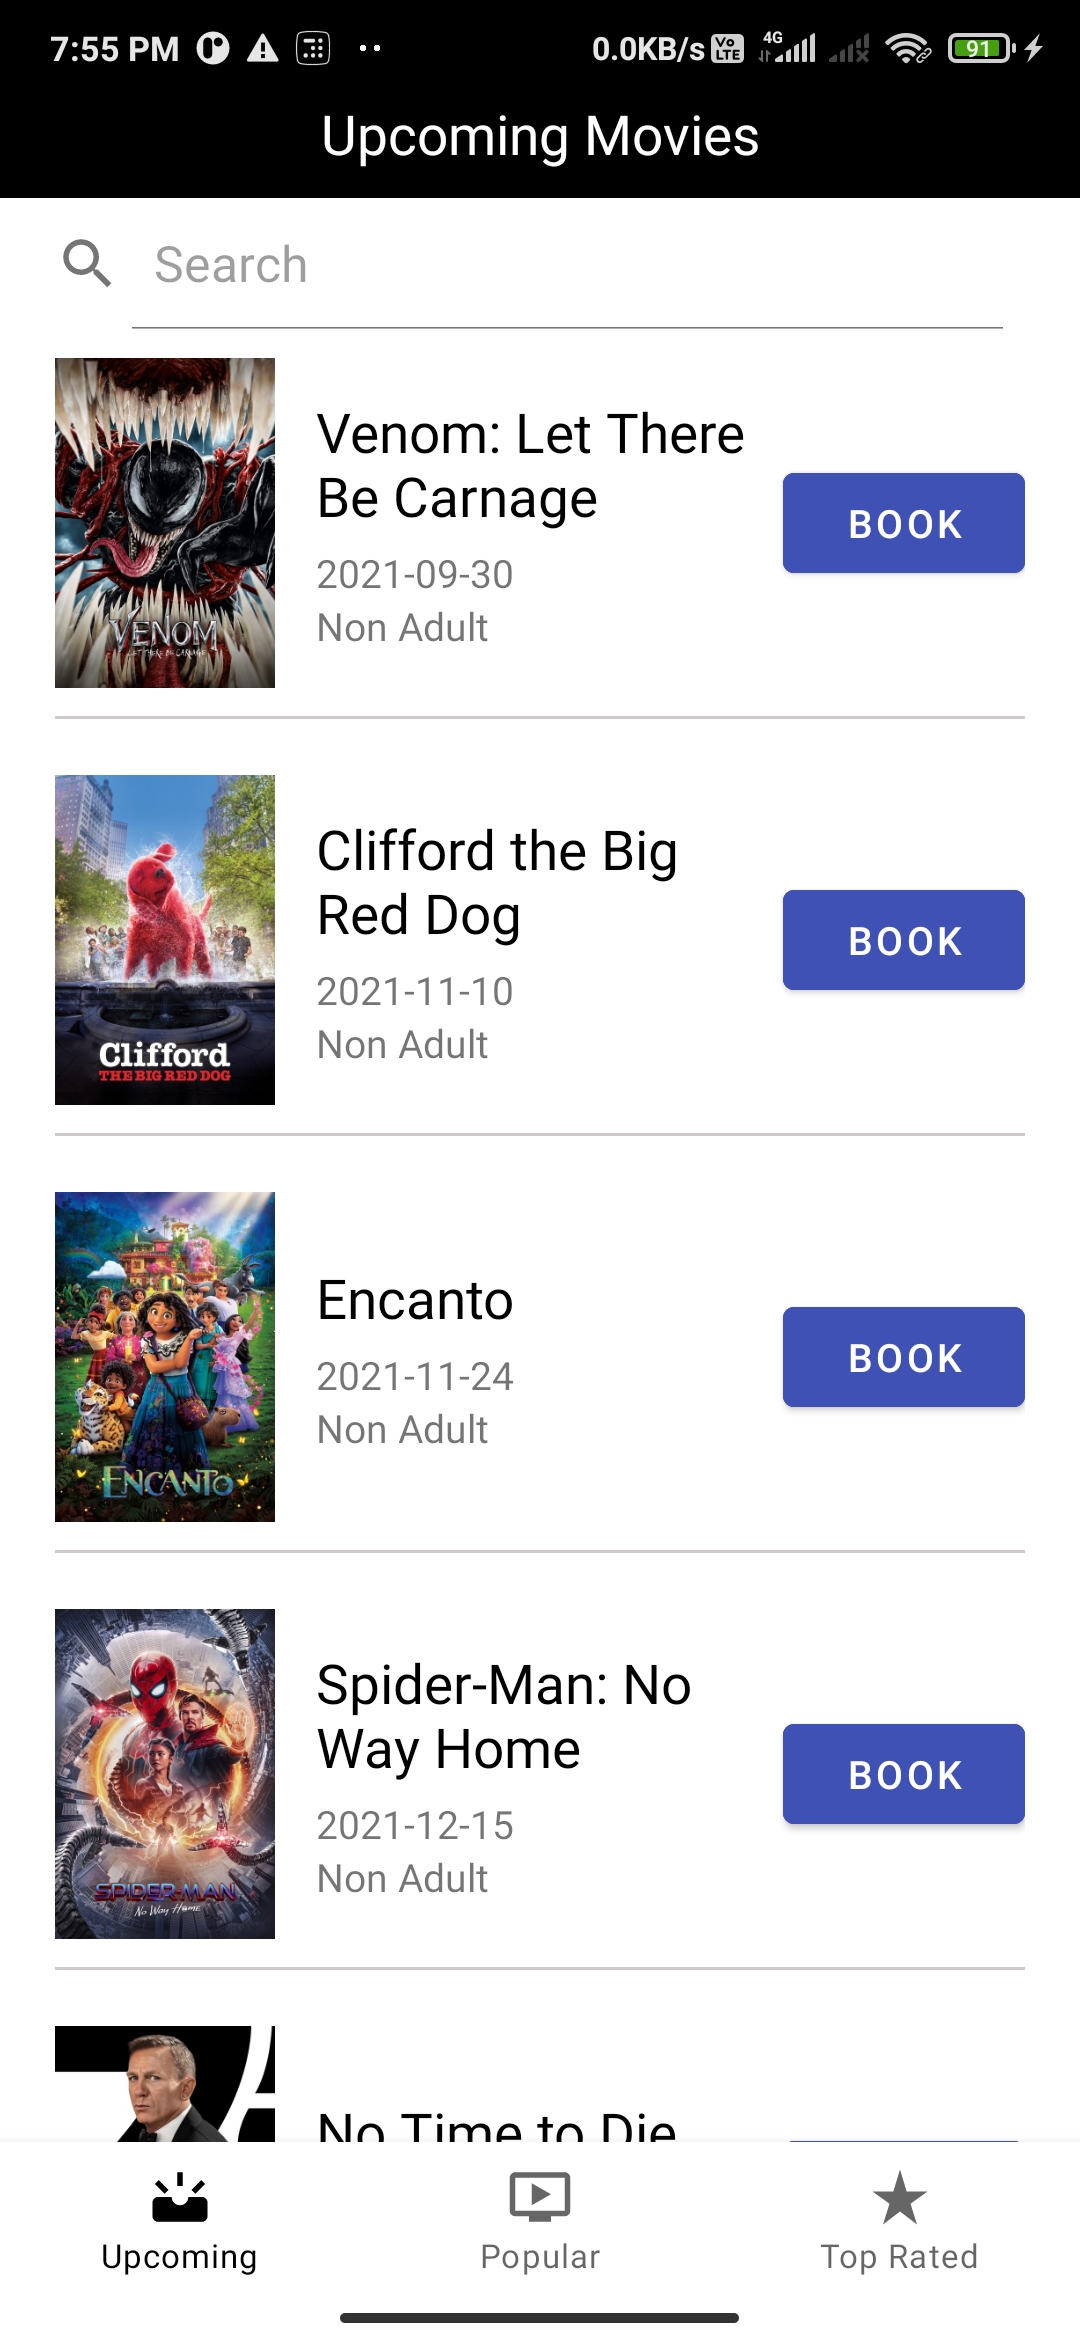 7:55 PM 0.0KB/s Vo LTE 4G 91
Upcoming Movies
Search
VENOM
LET THERE BE CARNAGE
Venom: Let There
Be Carnage
2021-09-30
Non Adult
BOOK
Clifford
THE BIG RED DOG
Clifford the Big
Red Dog
2021-11-10
Non Adult
BOOK
ENCANTO
Encanto
2021-11-24
Non Adult
BOOK
SPIDER-MAN
No Way Home
Spider-Man: No
Way Home
2021-12-15
Non Adult
BOOK
No Time to Die
Upcoming Popular Top Rated